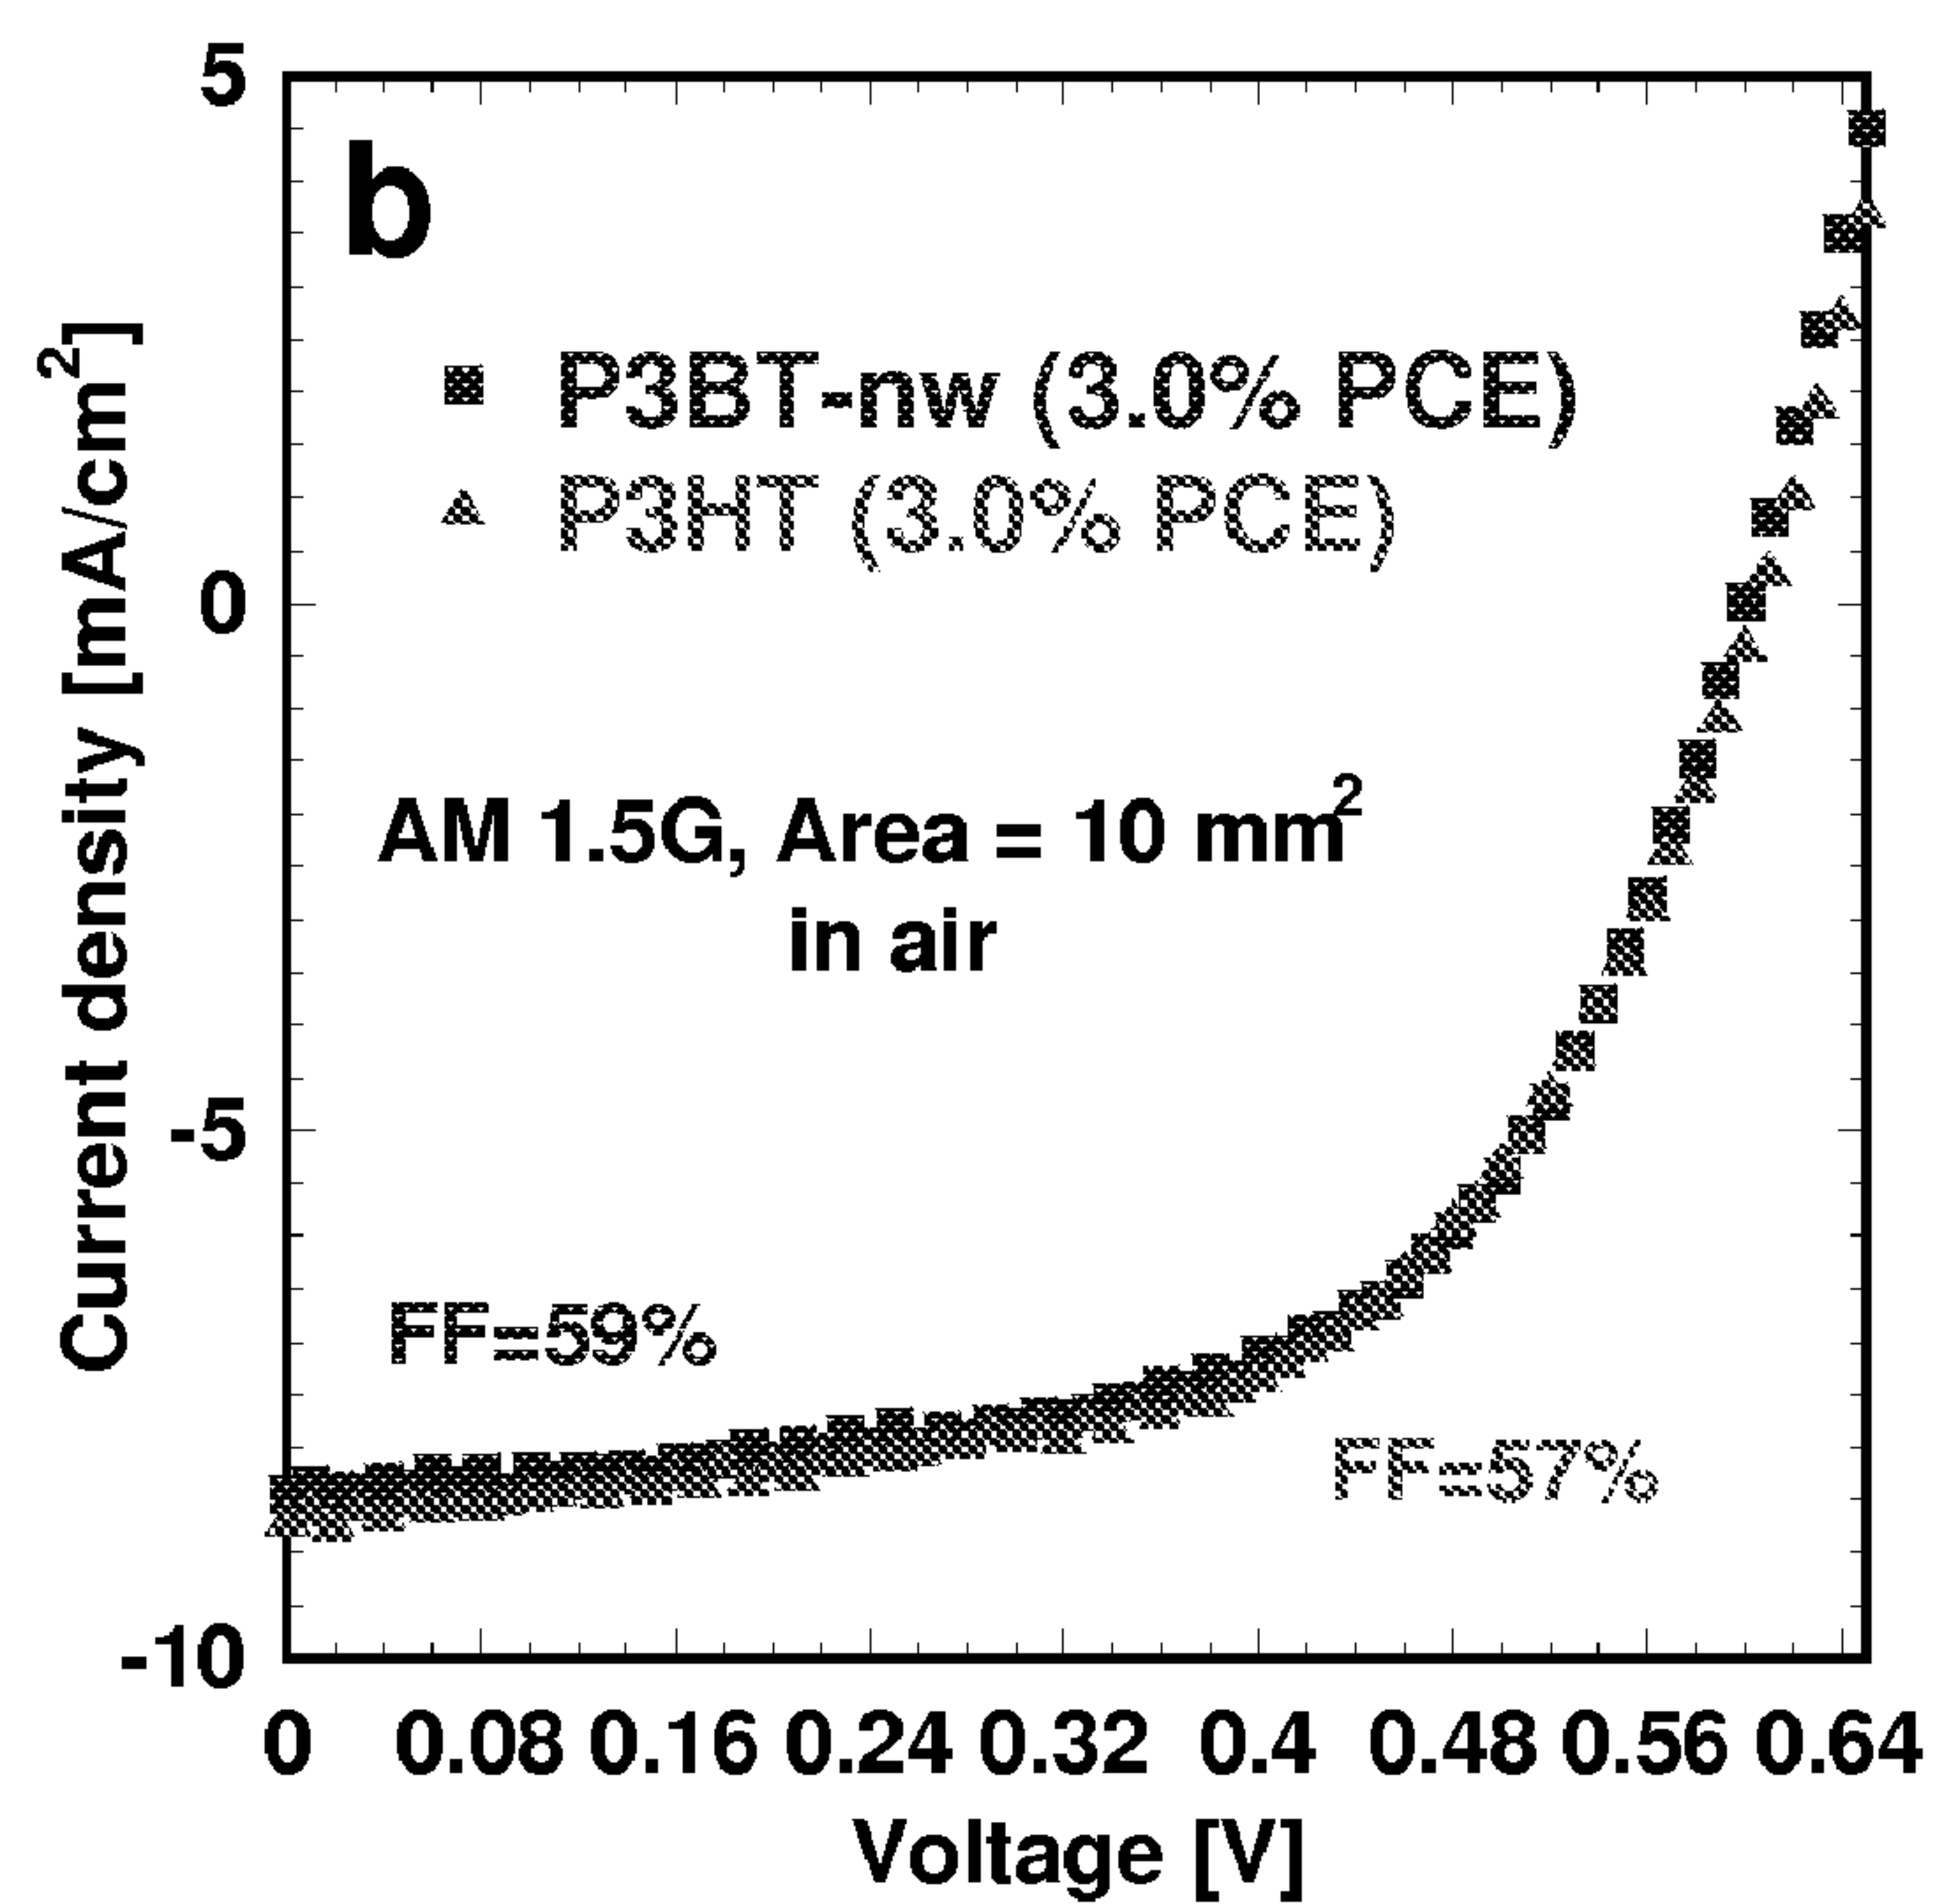 5
b
P3BT-nw (3.0% PCE)
P3HT (3.0% PCE)
0
AM 1.5G, Area = 10 mm²
in air
Current density [mA/cm²]
-5
FF=59%
FF=57%
-10
0 0.08 0.16 0.24 0.32 0.4 0.48 0.56 0.64
Voltage [V]